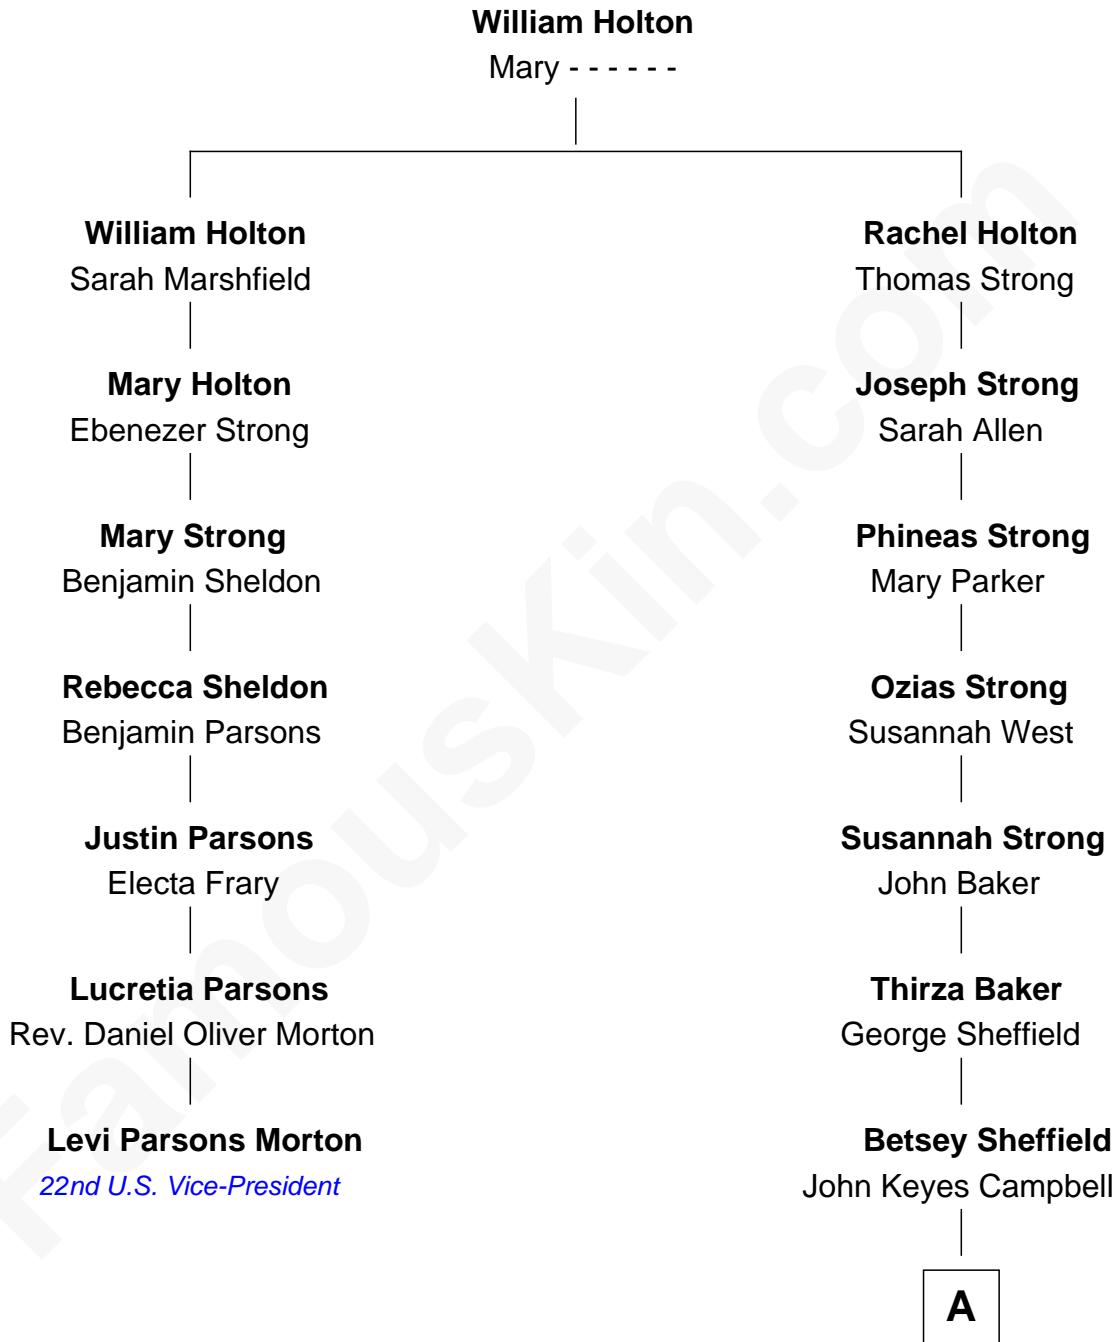 William Holton
Mary - - - - - -
William Holton
Sarah Marshfield
Rachel Holton
Thomas Strong
Mary Holton
Ebenezer Strong
Joseph Strong
Sarah Allen
Mary Strong
Benjamin Sheldon
Phineas Strong
Mary Parker
Rebecca Sheldon
Benjamin Parsons
Ozias Strong
Susannah West
Justin Parsons
Electa Frary
Susannah Strong
John Baker
Lucretia Parsons
Rev. Daniel Oliver Morton
Thirza Baker
George Sheffield
Levi Parsons Morton
22nd U.S. Vice-President
Betsey Sheffield
John Keyes Campbell
A
FamousKin.com